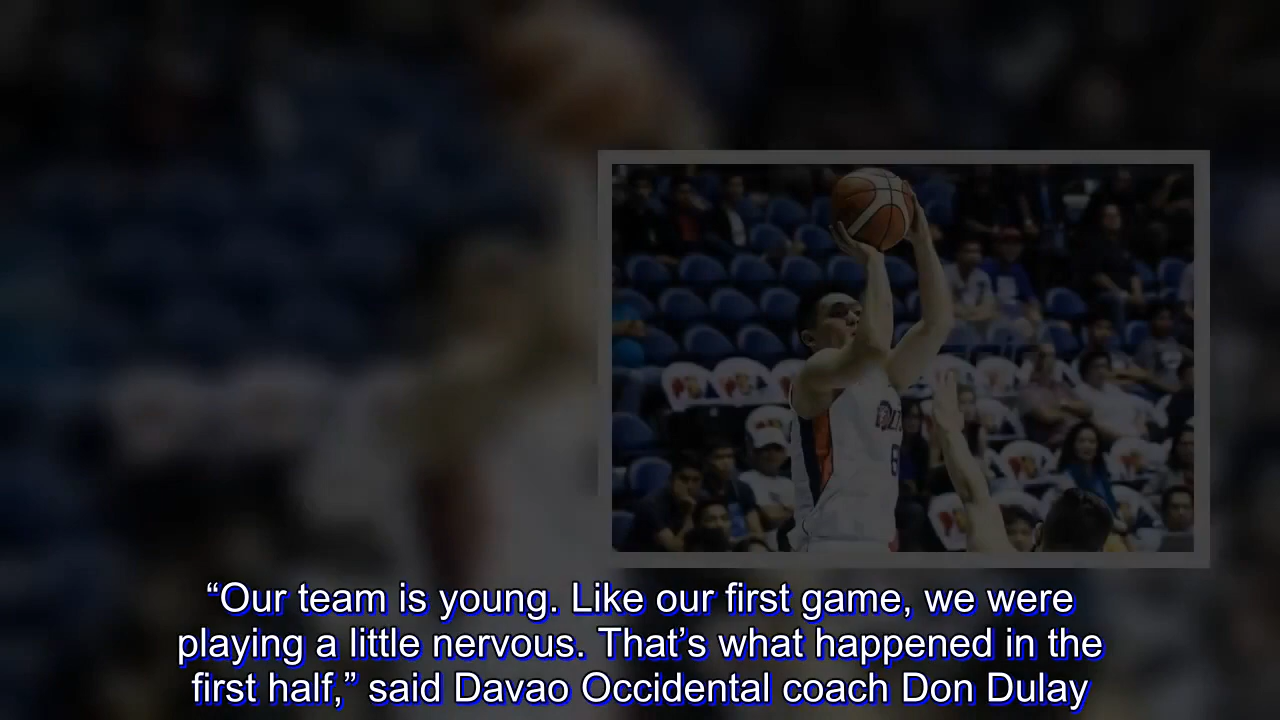 “Our team is young. Like our first game, we were
playing a little nervous. That’s what happened in the
first half,” said Davao Occidental coach Don Dulay